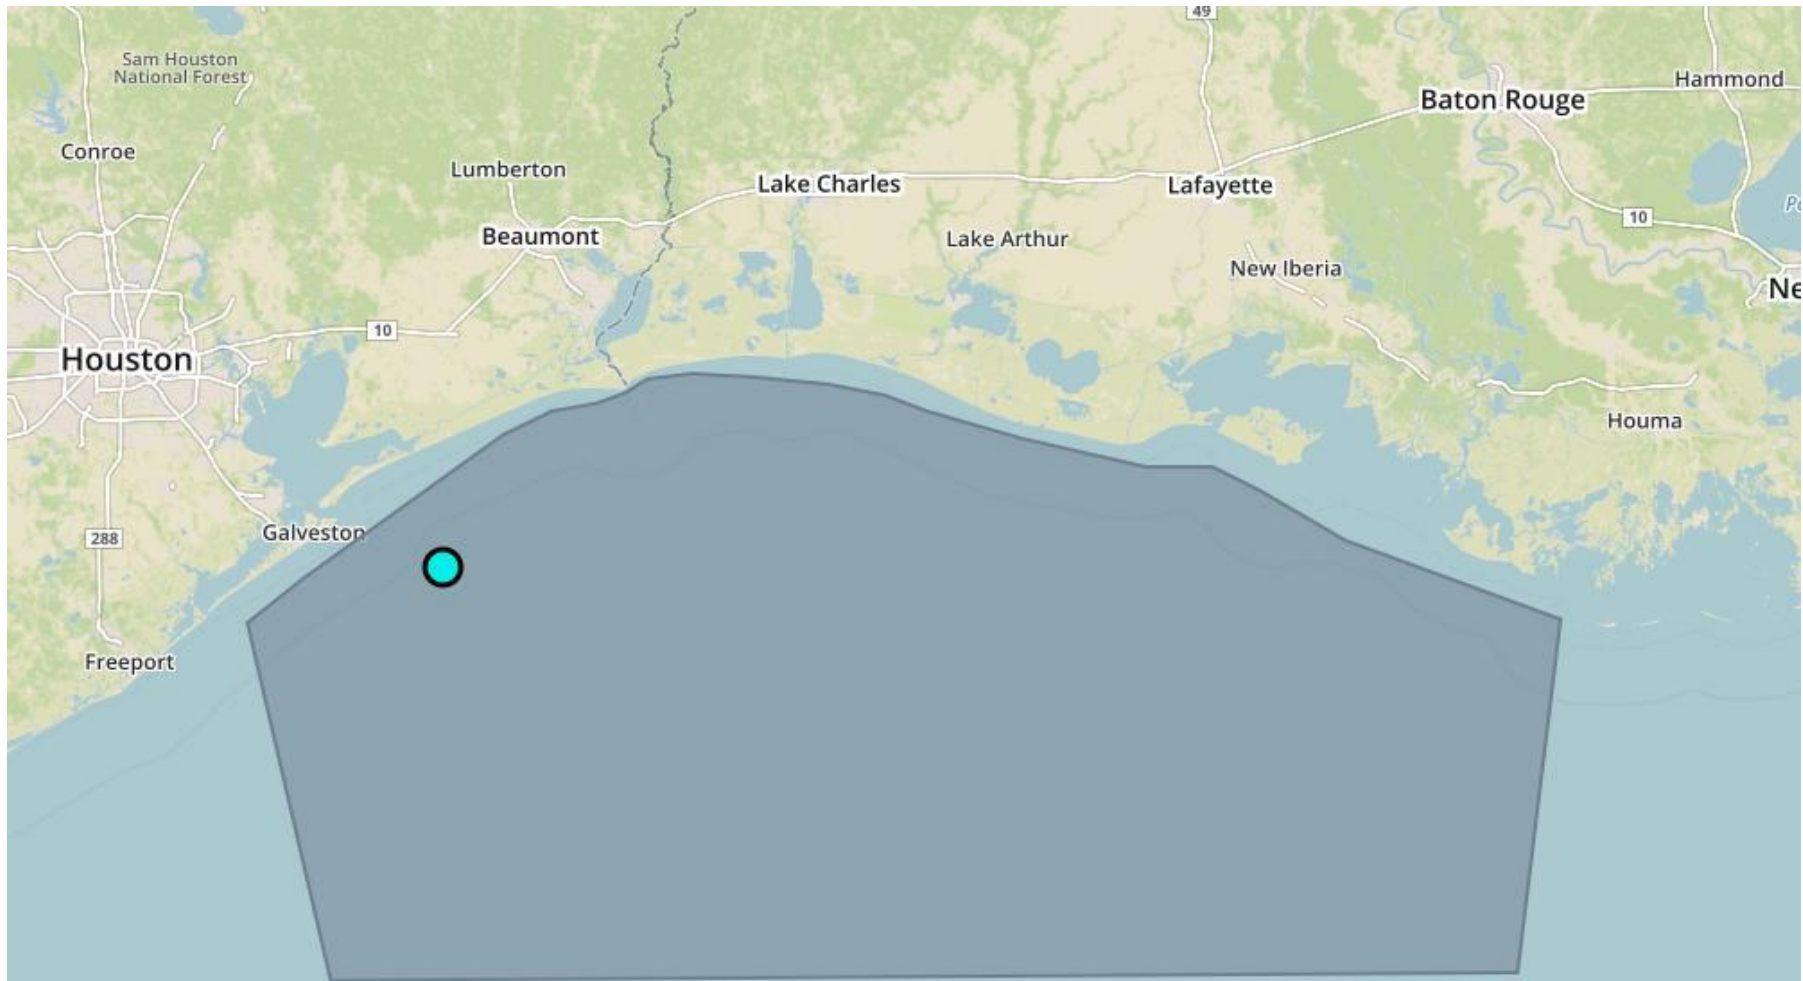 49
Sam Houston
National Forest
Hammond
Baton Rouge
Conroe
Lumberton
Lake Charles
Lafayette
10
Beaumont
Lake Arthur
New Iberia
Ne
10
Houston
Houma
Galveston
288
Freeport